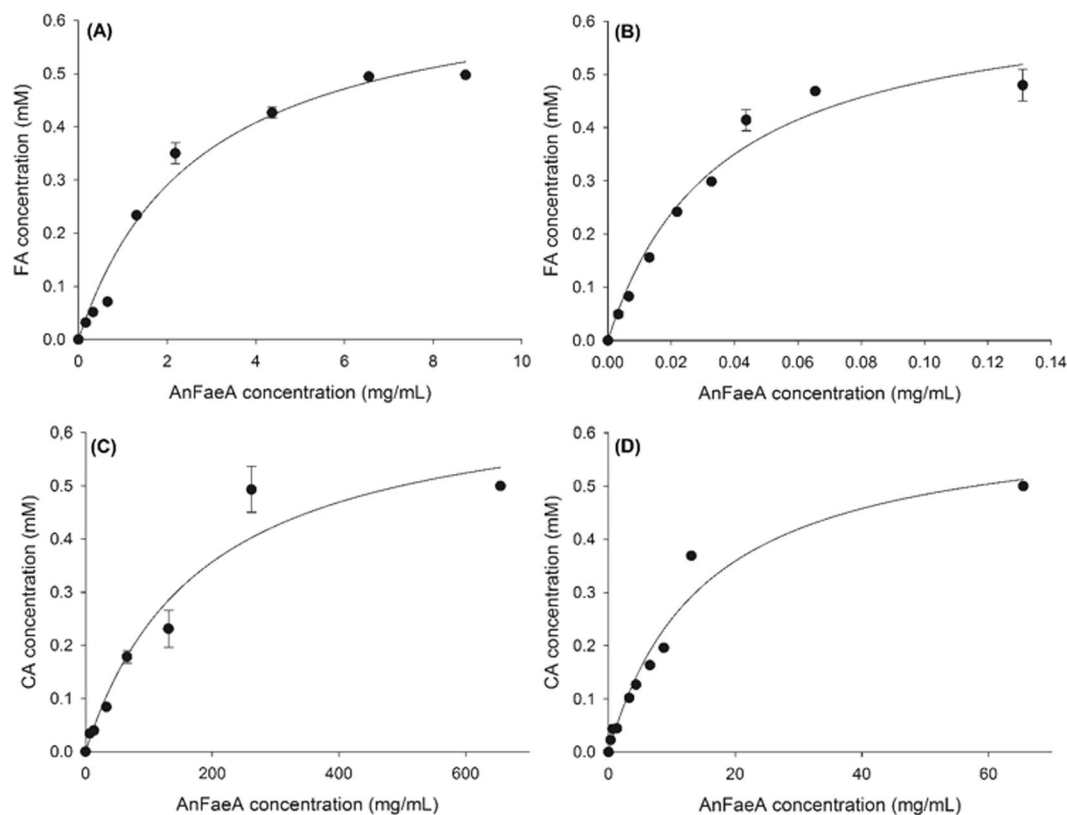 (A)
FA concentration (mM)
0.6
0.5
0.4
0.3
0.2
0.1
0.0
0 2 4 6 8 10
AnFaeA concentration (mg/mL)
(B)
FA concentration (mM)
0.6
0.5
0.4
0.3
0.2
0.1
0.0
0.00 0.02 0.04 0.06 0.08 0.10 0.12 0.14
AnFaeA concentration (mg/mL)
(C)
CA concentration (mM)
0.6
0.5
0.4
0.3
0.2
0.1
0.0
0 200 400 600
AnFaeA concentration (mg/mL)
(D)
CA concentration (mM)
0.6
0.5
0.4
0.3
0.2
0.1
0.0
0 20 40 60
AnFaeA concentration (mg/mL)